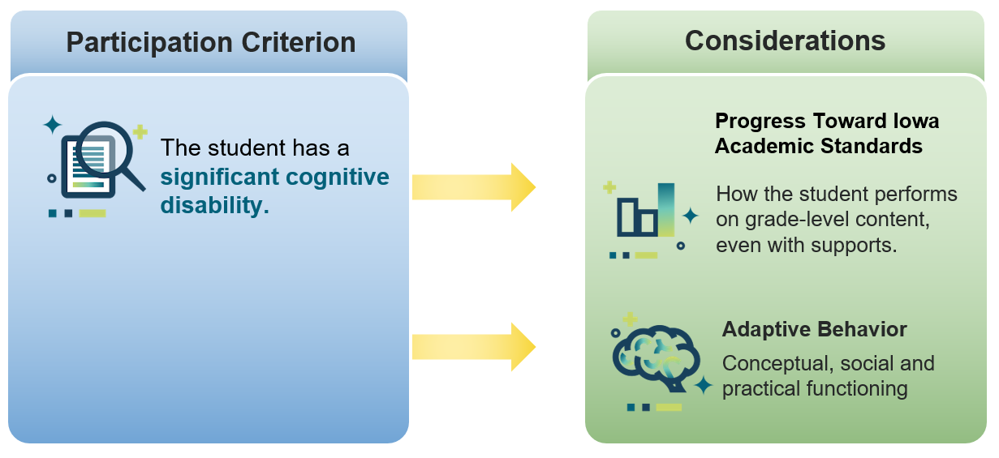 Participation Criterion
The student has a
significant cognitive
disability.
Considerations
Progress Toward Iowa
Academic Standards
How the student performs
on grade-level content,
even with supports.
Adaptive Behavior
Conceptual, social and
practical functioning